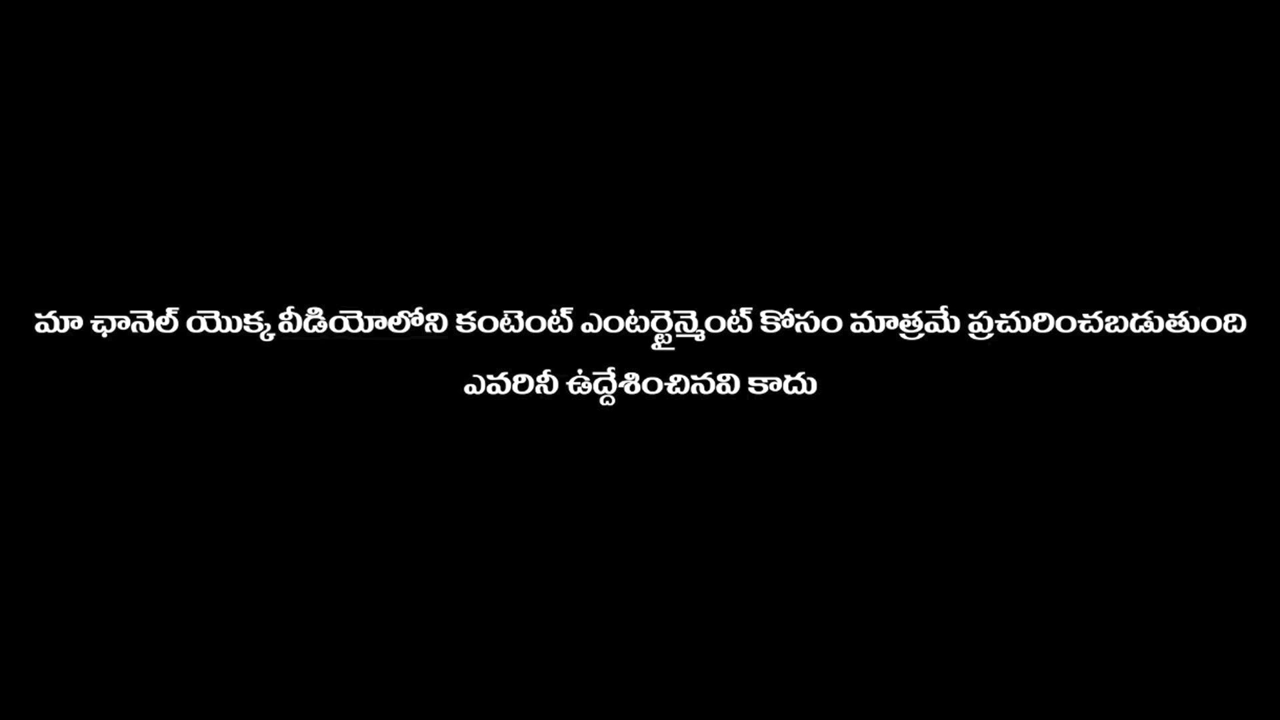 మా ఛానెల్ యొక్క వీడియోలోని కంటెంట్ ఎంటర్టైన్మెంట్ కోసం మాత్రమే ప్రచురించబడుతుంది
ఎవరినీ ఉద్దేశించినవి కాదు